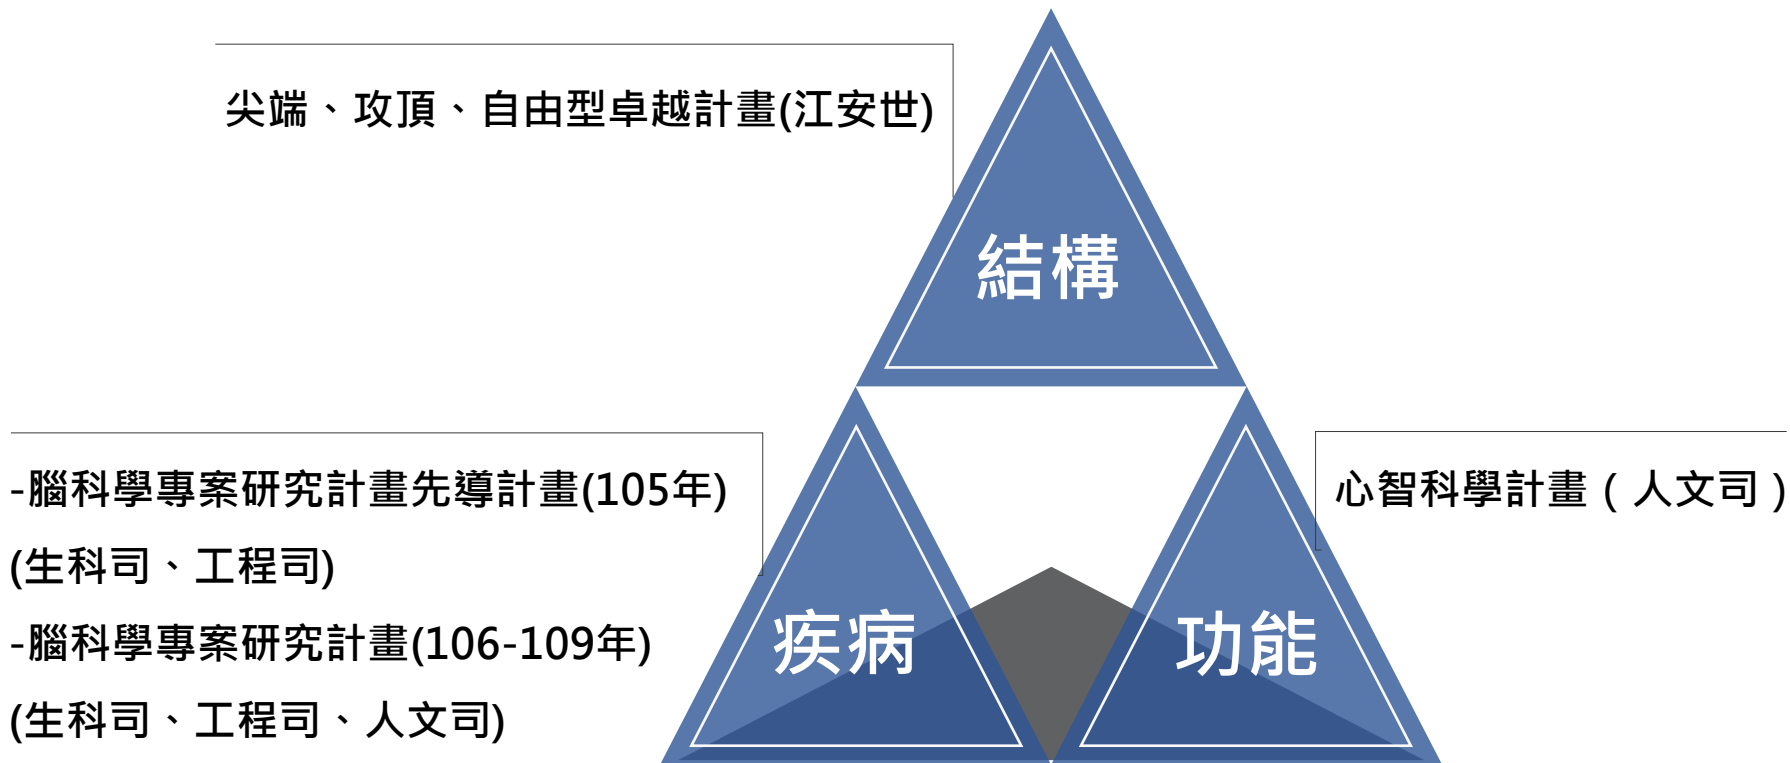 尖端、攻頂、自由型卓越計畫(江安世)
結構
-腦科學專案研究計畫先導計畫(105年)
(生科司、工程司)
-腦科學專案研究計畫(106-109年)
(生科司、工程司、人文司)
疾病
功能
心智科學計畫（人文司）